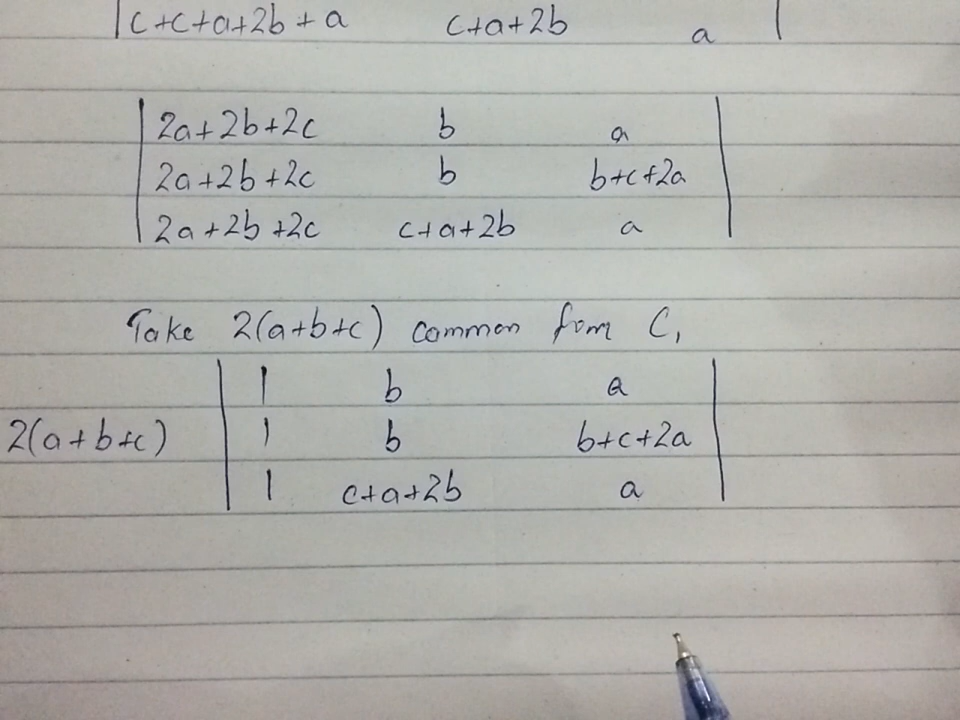 | c+c+a+2b+a c+a+2b a |
| 2a+2b+2c b a |
| 2a+2b+2c b b+c+2a |
| 2a+2b+2c c+a+2b a |
Take 2(a+b+c) common from C,
| 1 b a |
2(a+b+c) | 1 b b+c+2a |
| 1 c+a+2b a |